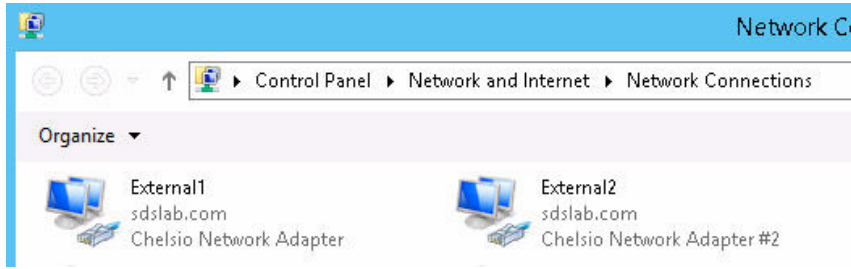 Network C
Control Panel Network and Internet Network Connections
Organize
External1
sdslab.com
Chelsio Network Adapter
External2
sdslab.com
Chelsio Network Adapter #2